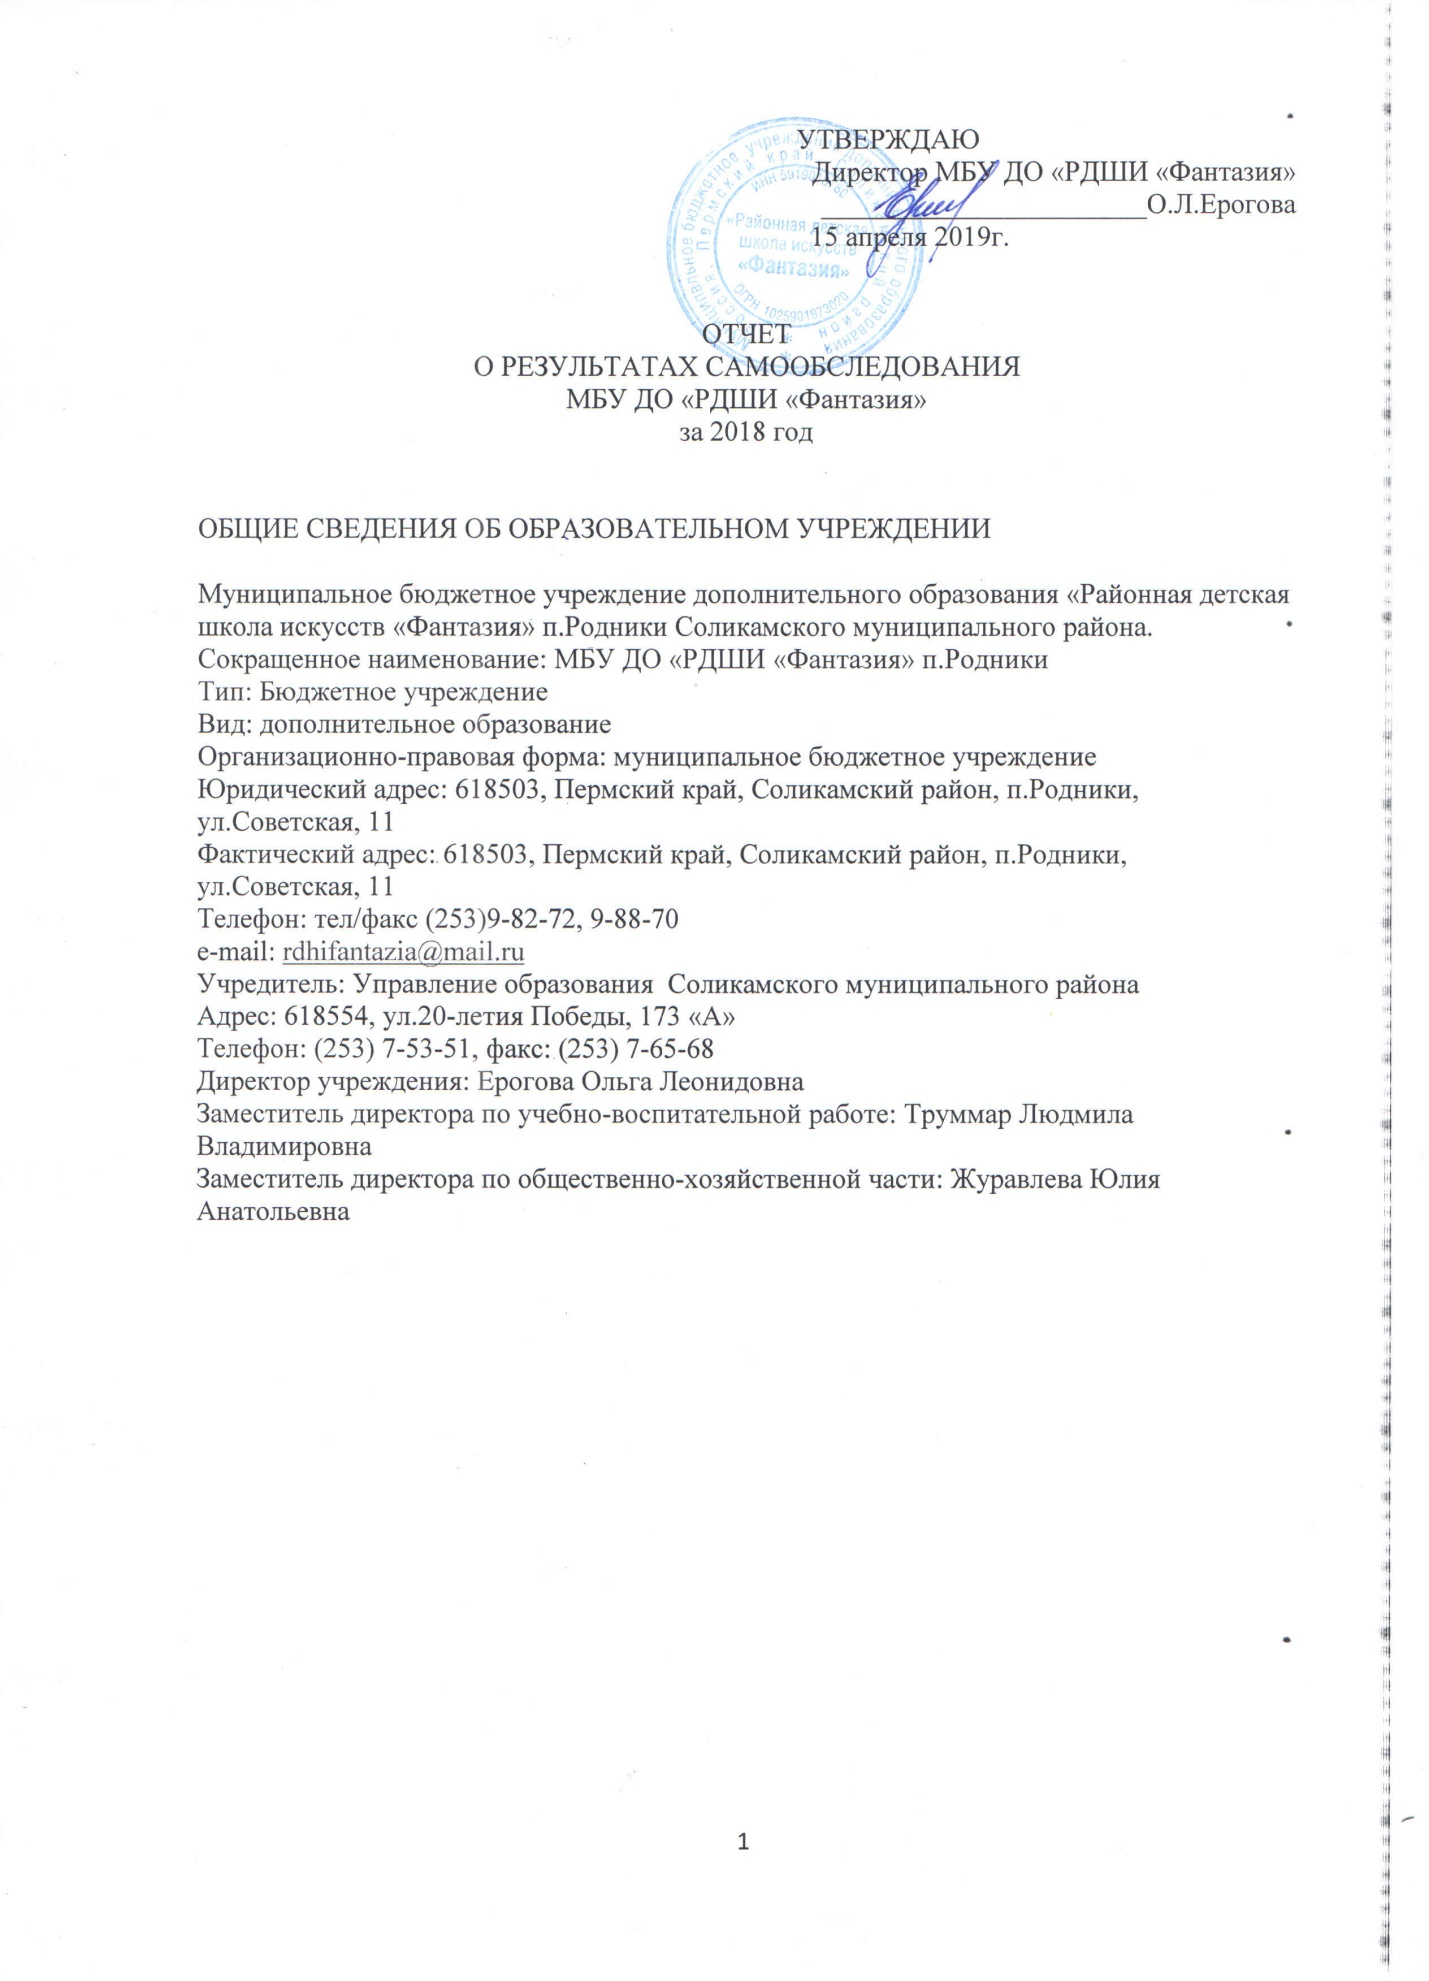 УТВЕРЖДАЮ
Директор МБУ ДО «РДШИ «Фантазия»
О.Л.Ерогова
15 апреля 2019г.
«Районная детская
школа искусств
«Фантазия»
ОГРН 1025901973020
ОТЧЕТ
О РЕЗУЛЬТАТАХ САМООБСЛЕДОВАНИЯ
МБУ ДО «РДШИ «Фантазия»
за 2018 год
ОБЩИЕ СВЕДЕНИЯ ОБ ОБРАЗОВАТЕЛЬНОМ УЧРЕЖДЕНИИ
Муниципальное бюджетное учреждение дополнительного образования «Районная детская
школа искусств «Фантазия» п.Родники Соликамского муниципального района.
Сокращенное наименование: МБУ ДО «РДШИ «Фантазия» п.Родники
Тип: Бюджетное учреждение
Вид: дополнительное образование
Организационно-правовая форма: муниципальное бюджетное учреждение
Юридический адрес: 618503, Пермский край, Соликамский район, п.Родники,
ул.Советская, 11
Фактический адрес: 618503, Пермский край, Соликамский район, п.Родники,
ул.Советская, 11
Телефон: тел/факс (253)9-82-72, 9-88-70
e-mail: rdhifantazia@mail.ru
Учредитель: Управление образования Соликамского муниципального района
Адрес: 618554, ул.20-летия Победы, 173 «А»
Телефон: (253) 7-53-51, факс: (253) 7-65-68
Директор учреждения: Ерогова Ольга Леонидовна
Заместитель директора по учебно-воспитательной работе: Труммар Людмила
Владимировна
Заместитель директора по общественно-хозяйственной части: Журавлева Юлия
Анатольевна
1